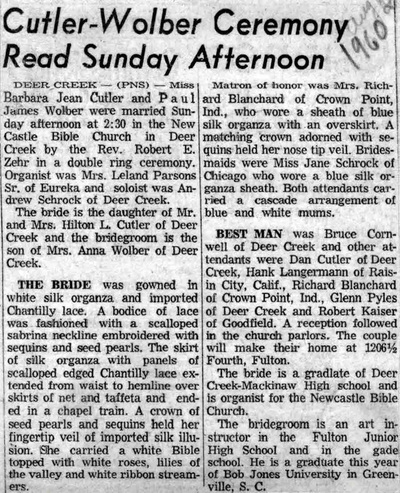 Cutler-Wolber Ceremony
Read Sunday Afternoon
1960
DEER CREEK — (PNS) — Miss
Barbara Jean Cutler and Paul
James Wolber were married Sun-
day afternoon at 2:30 in the New
Castle Bible Church in Deer
Creek by the Rev. Robert E.
Zehr in a double ring ceremony.
Organist was Mrs. Leland Parsons
Sr. of Eureka and soloist was An-
drew Schrock of Deer Creek.
The bride is the daughter of Mr.
and Mrs. Hilton L. Cutler of Deer
Creek and the bridegroom is the
son of Mrs. Anna Wolber of Deer
Creek.
THE BRIDE was gowned in
white silk organza and imported
Chantilly lace. A bodice of lace
was fashioned with a scalloped
sabrina neckline embroidered with
sequins and seed pearls. The skirt
of silk organza with panels of
scalloped edged Chantilly lace ex-
tended from waist to hemline over
skirts of net and taffeta and end-
ed in a chapel train. A crown of
seed pearls and sequins held her
fingertip veil of imported silk illu-
sion. She carried a white Bible
topped with white roses, lilies of
the valley and white ribbon stream-
ers.
Matron of honor was Mrs. Rich-
ard Blanchard of Crown Point,
Ind., who wore a sheath of blue
silk organza with an overskirt. A
matching crown adorned with se-
quins held her nose tip veil. Brides-
maids were Miss Jane Schrock of
Chicago who wore a blue silk or-
ganza sheath. Both attendants car-
ried a cascade arrangement of
blue and white mums.
BEST MAN was Bruce Corn-
well of Deer Creek and other at-
tendants were Dan Cutler of Deer
Creek, Hank Langermann of Rais-
in City, Calif., Richard Blanchard
of Crown Point, Ind., Glenn Pyles
of Deer Creek and Robert Kaiser
of Goodfield. A reception followed
in the church parlors. The couple
will make their home at 1206½
Fourth, Fulton.
The bride is a gradlate of Deer
Creek-Mackinaw High school and
is organist for the Newcastle Bible
Church.
The bridegroom is an art in-
structor in the Fulton Junior
High School and in the gade
school. He is a graduate this year
of Bob Jones University in Green-
ville, S. C.